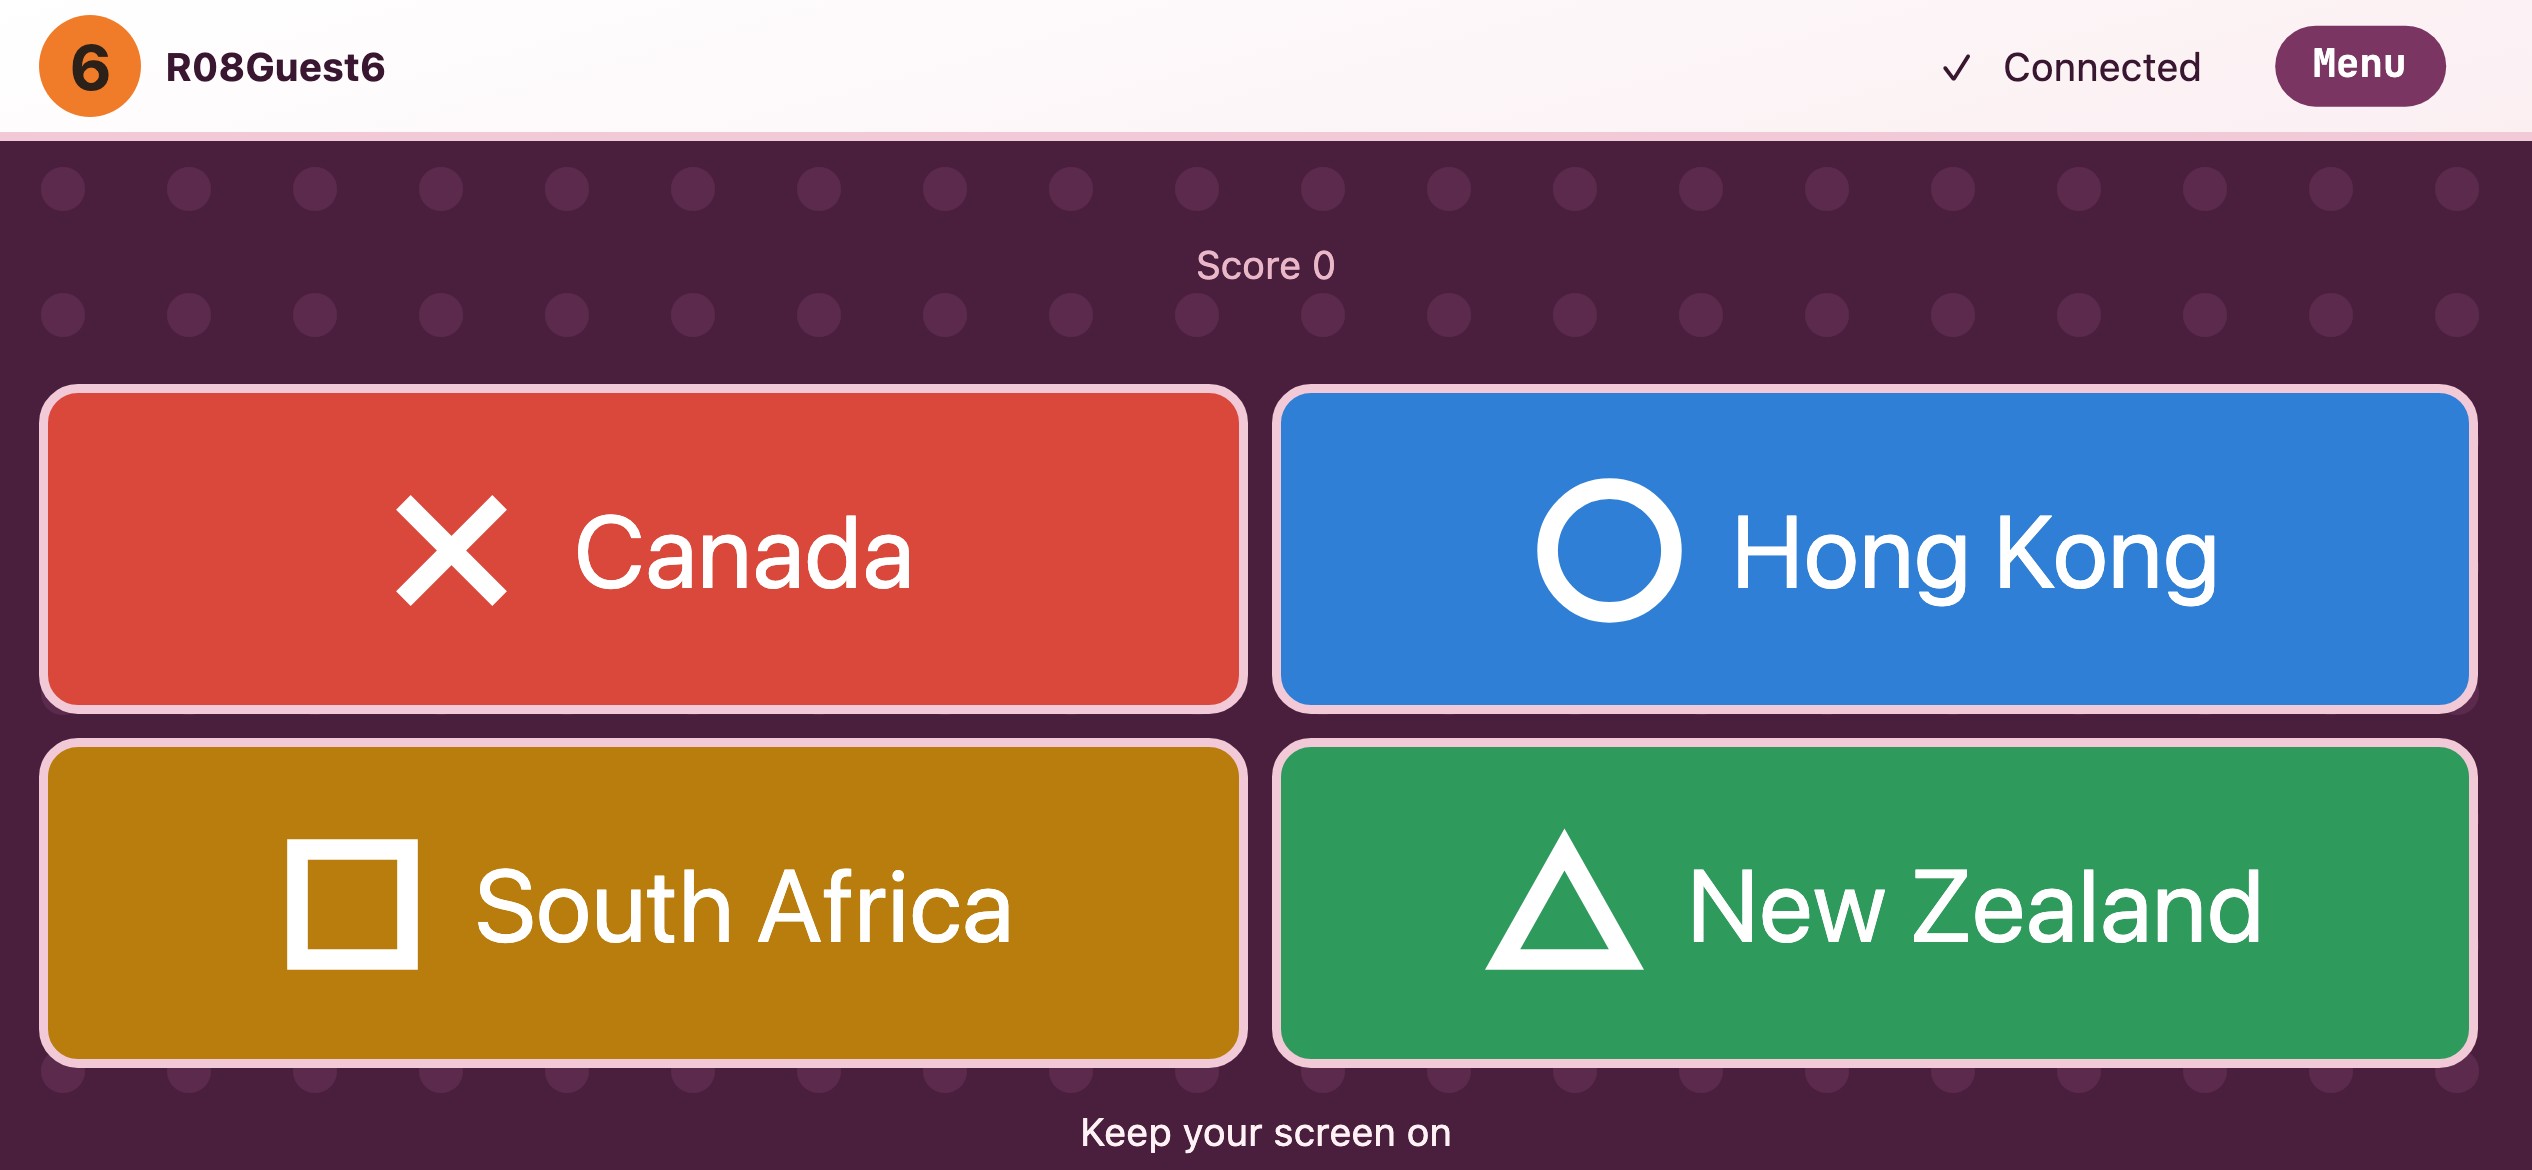 6 R08Guest6 ✓ Connected Menu
Score 0
Canada
Hong Kong
South Africa
New Zealand
Keep your screen on